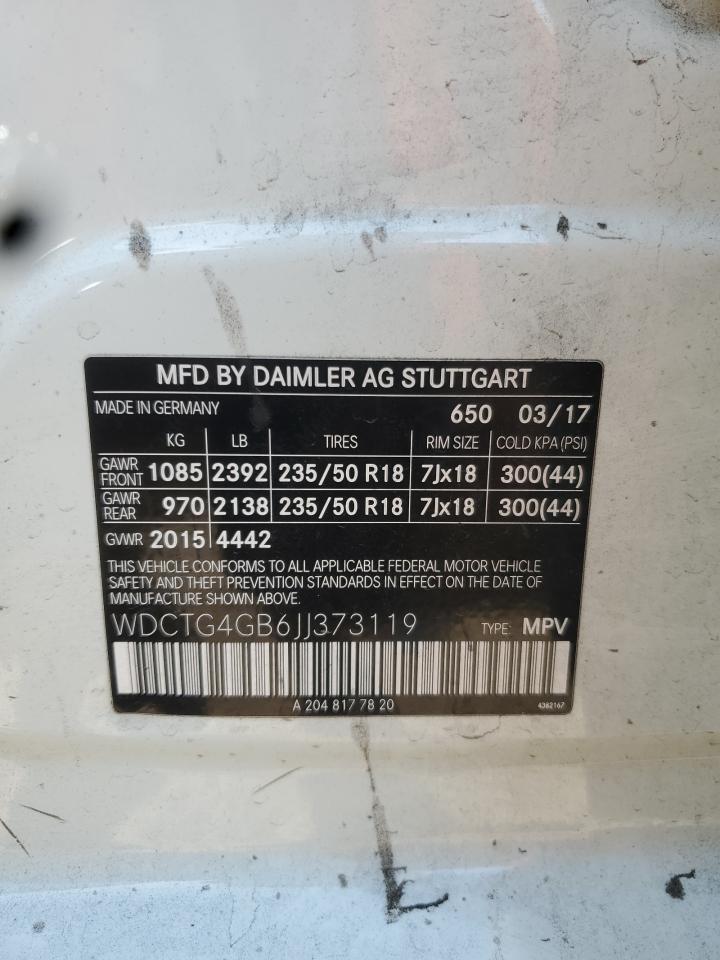 MFD BY DAIMLER AG STUTTGART
MADE IN GERMANY 650 03/17
KG LB TIRES RIM SIZE COLD KPA (PSI)
GAWR FRONT 1085 2392 235/50 R18 7Jx18 300(44)
GAWR REAR 970 2138 235/50 R18 7Jx18 300(44)
GVWR 2015 4442
THIS VEHICLE CONFORMS TO ALL APPLICABLE FEDERAL MOTOR VEHICLE
SAFETY AND THEFT PREVENTION STANDARDS IN EFFECT ON THE DATE OF
MANUFACTURE SHOWN ABOVE.
WDCTG4GB6JJ373119 TYPE: MPV
A 204 817 78 20 4382167